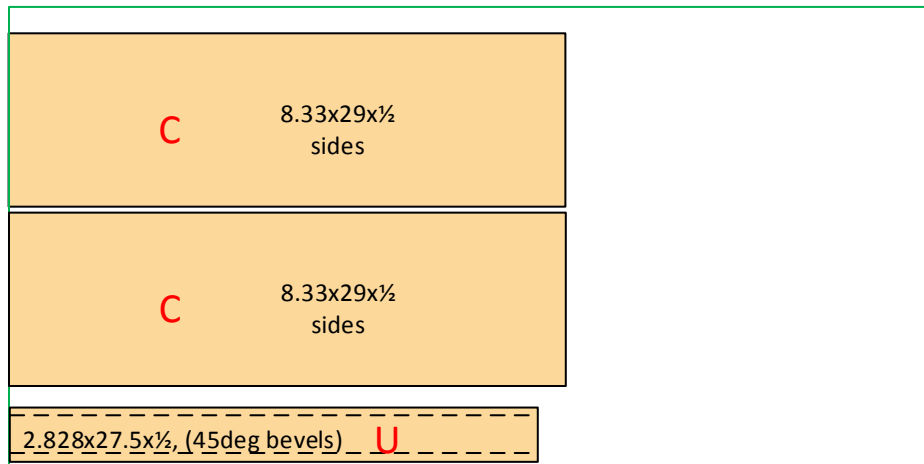 8.33x29x½
C
sides
8.33x29x½
C
sides
2.828x27.5x½, (45deg bevels) U